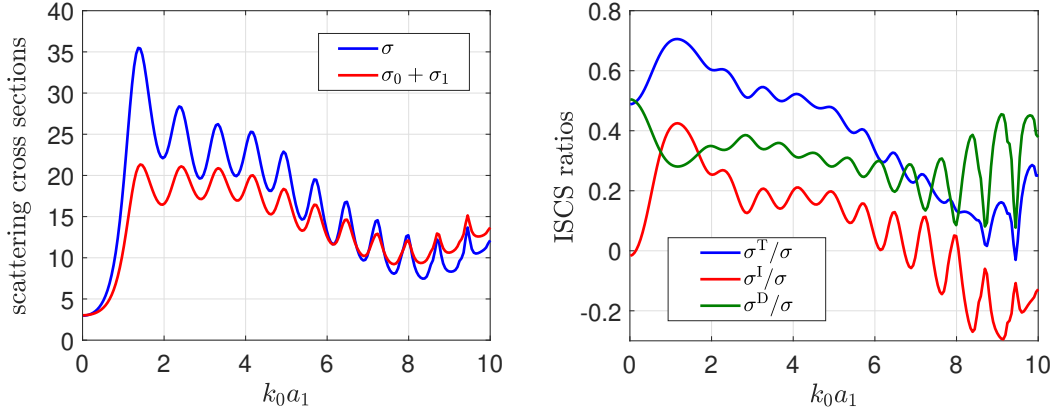 scattering cross sections
40
35
30
25
20
15
10
5
0
0 2 4 6 8 10
k₀a₁
σ
σ₀ + σ₁
ISCS ratios
0.8
0.6
0.4
0.2
0
-0.2
0 2 4 6 8 10
k₀a₁
σᵀ/σ
σᴵ/σ
σᴰ/σ